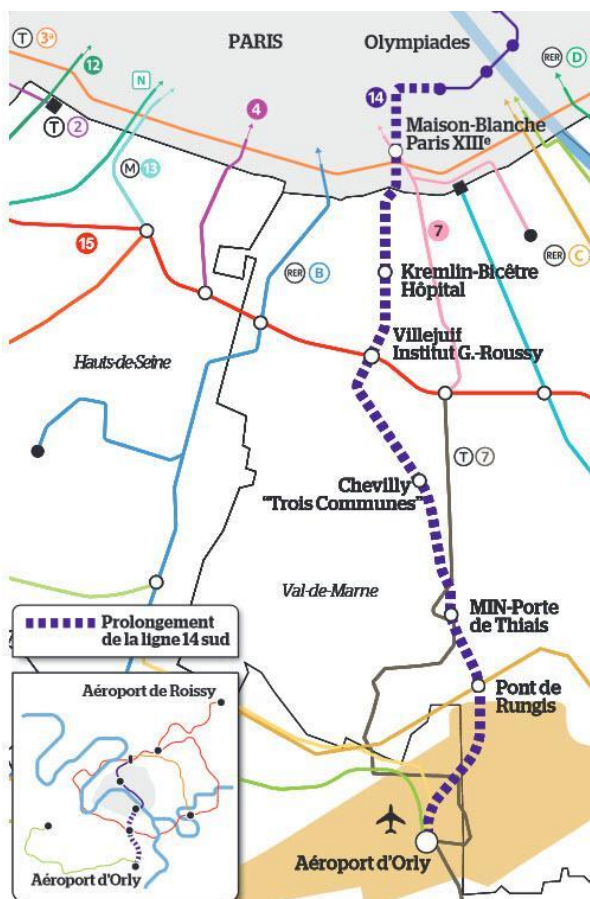 PARIS
Olympiades
T 3a
12
N
T 2
M 13
4
14
RER D
Maison-Blanche
Paris XIIIe
15
RER B
7
RER C
Kremlin-Bicêtre
Hôpital
Villejuif
Institut G.-Roussy
Hauts-de-Seine
T 7
Chevilly
"Trois Communes"
Val-de-Marne
MIN-Porte
de Thiais
Prolongement
de la ligne 14 sud
Pont de
Rungis
Aéroport de Roissy
Aéroport d'Orly
Aéroport d'Orly